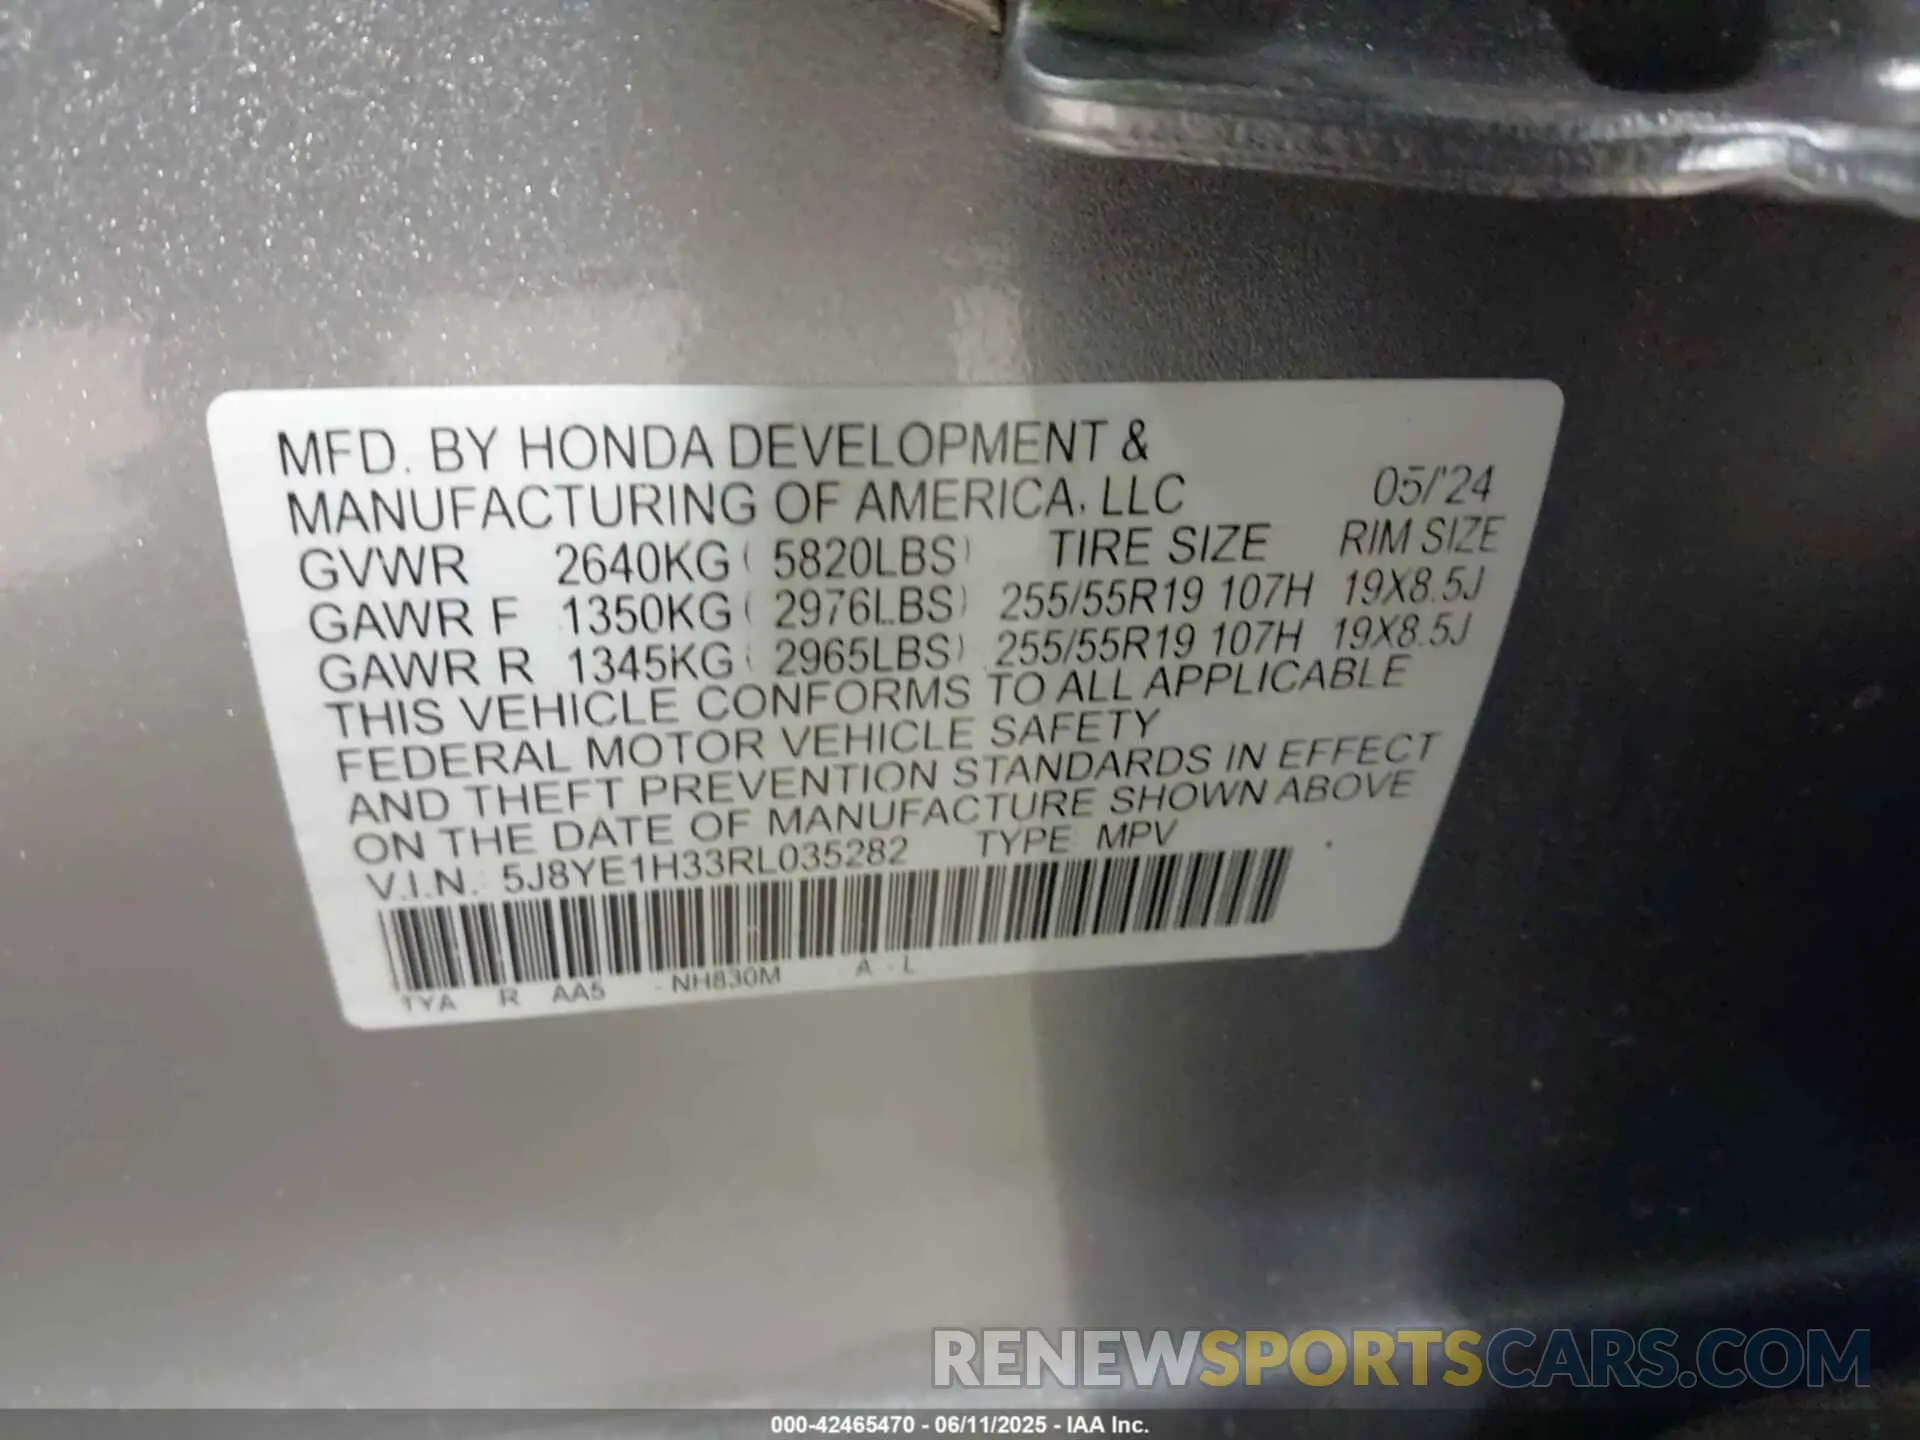 MFD. BY HONDA DEVELOPMENT &
MANUFACTURING OF AMERICA, LLC 05/'24
GVWR 2640KG ( 5820LBS) TIRE SIZE RIM SIZE
GAWR F 1350KG ( 2976LBS) 255/55R19 107H 19X8.5J
GAWR R 1345KG ( 2965LBS) 255/55R19 107H 19X8.5J
THIS VEHICLE CONFORMS TO ALL APPLICABLE
FEDERAL MOTOR VEHICLE SAFETY
AND THEFT PREVENTION STANDARDS IN EFFECT
ON THE DATE OF MANUFACTURE SHOWN ABOVE
V.I.N. : 5J8YE1H33RL035282 TYPE: MPV
TYA R AA5 - NH830M A - L
RENEWSPORTSCARS.COM
000-42465470 - 06/11/2025 - IAA Inc.